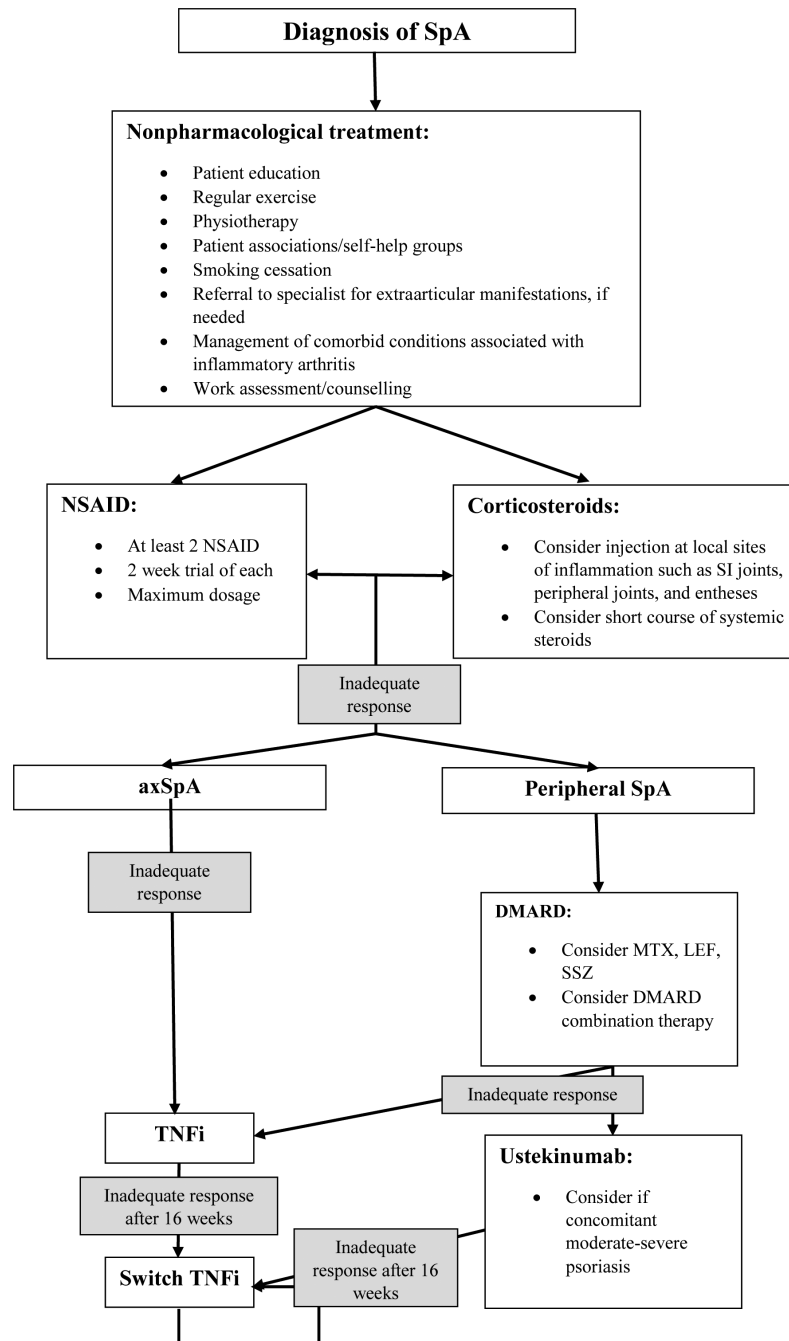 Diagnosis of SpA
Nonpharmacological treatment:
• Patient education
• Regular exercise
• Physiotherapy
• Patient associations/self-help groups
• Smoking cessation
• Referral to specialist for extraarticular manifestations, if
needed
• Management of comorbid conditions associated with
inflammatory arthritis
• Work assessment/counselling
NSAID:
• At least 2 NSAID
• 2 week trial of each
• Maximum dosage
Corticosteroids:
• Consider injection at local sites
of inflammation such as SI joints,
peripheral joints, and entheses
• Consider short course of systemic
steroids
Inadequate
response
axSpA
Peripheral SpA
Inadequate
response
DMARD:
• Consider MTX, LEF,
SSZ
• Consider DMARD
combination therapy
Inadequate response
TNFi
Ustekinumab:
• Consider if
concomitant
moderate-severe
psoriasis
Inadequate response
after 16 weeks
Inadequate
response after 16
weeks
Switch TNFi